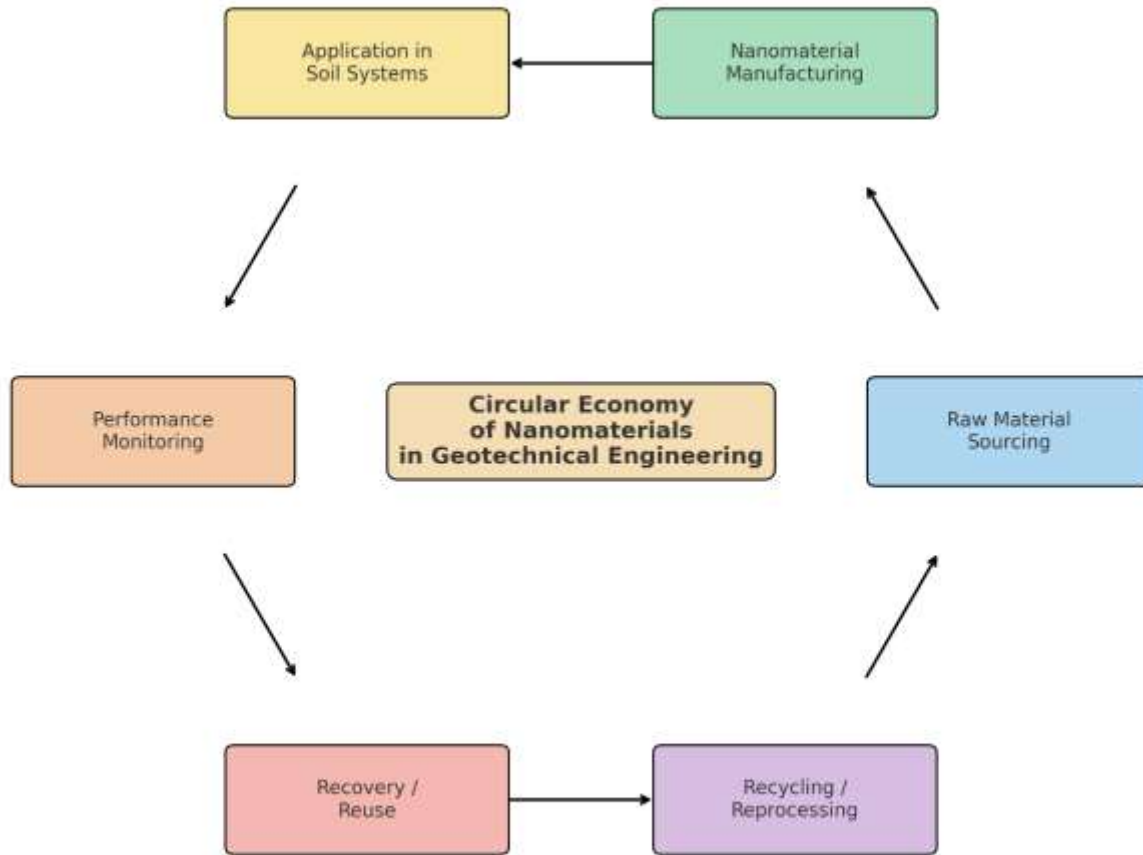 Application in
Soil Systems
Nanomaterial
Manufacturing
Performance
Monitoring
Circular Economy
of Nanomaterials
in Geotechnical Engineering
Raw Material
Sourcing
Recovery /
Reuse
Recycling /
Reprocessing